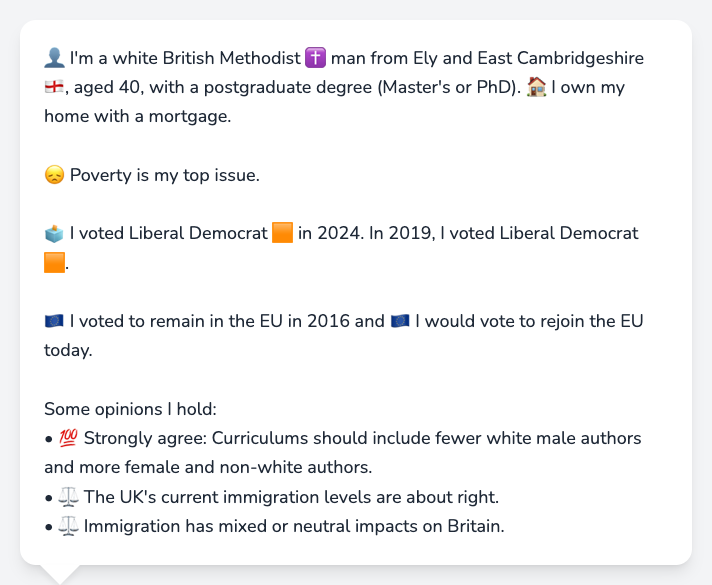 👤 I'm a white British Methodist ✝️ man from Ely and East Cambridgeshire
🏴󠁧󠁢󠁥󠁮󠁧󠁿, aged 40, with a postgraduate degree (Master's or PhD). 🏠 I own my
home with a mortgage.
😞 Poverty is my top issue.
🗳️ I voted Liberal Democrat 🟧 in 2024. In 2019, I voted Liberal Democrat
🟧.
🇪🇺 I voted to remain in the EU in 2016 and 🇪🇺 I would vote to rejoin the EU
today.
Some opinions I hold:
• 💯 Strongly agree: Curriculums should include fewer white male authors
and more female and non-white authors.
• ⚖️ The UK's current immigration levels are about right.
• ⚖️ Immigration has mixed or neutral impacts on Britain.